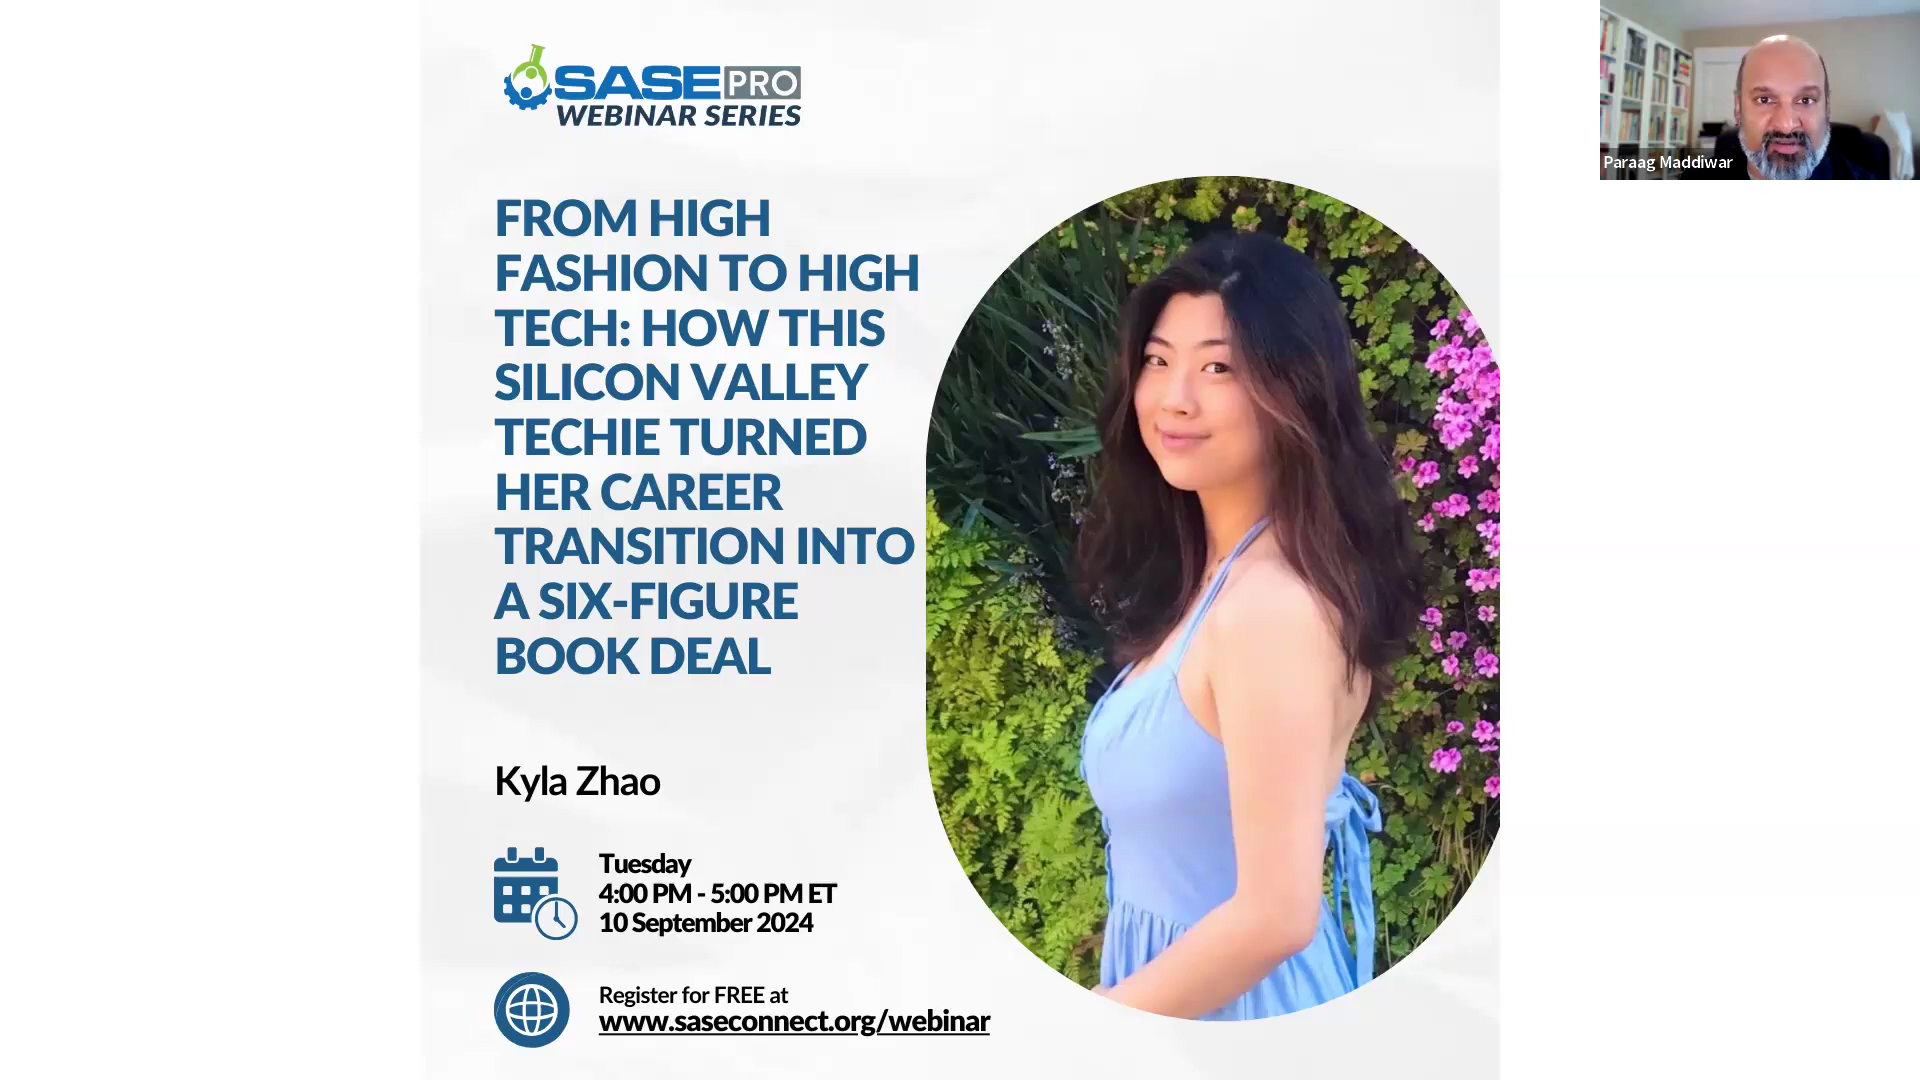 SASE PRO
WEBINAR SERIES
FROM HIGH
FASHION TO HIGH
TECH: HOW THIS
SILICON VALLEY
TECHIE TURNED
HER CAREER
TRANSITION INTO
A SIX-FIGURE
BOOK DEAL
Kyla Zhao
Tuesday
4:00 PM - 5:00 PM ET
10 September 2024
Register for FREE at
www.saseconnect.org/webinar
Paraag Maddiwar